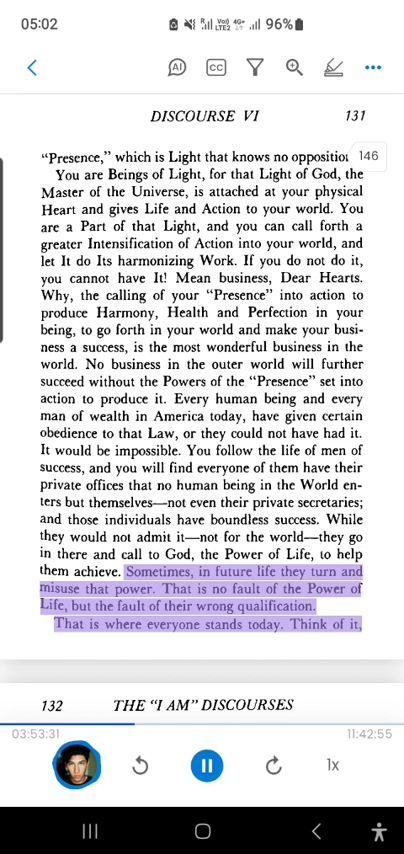 05:02
96%
AI
CC
DISCOURSE VI 131
146
"Presence," which is Light that knows no
You are Beings of Light, for that Light of God, the
Master of the Universe, is attached at your physical
Heart and gives Life and Action to your world. You
are a Part of that Light, and you can call forth a
greater Intensification of Action into your world, and
let It do Its harmonizing Work. If you do not do it,
you cannot have It! Mean business, Dear Hearts.
Why, the calling of your "Presence" into action to
produce Harmony, Health and Perfection in your
being, to go forth in your world and make your busi-
ness a success, is the most wonderful business in the
world. No business in the outer world will further
succeed without the Powers of the "Presence" set into
action to produce it. Every human being and every
man of wealth in America today, have given certain
obedience to that Law, or they could not have had it.
It would be impossible. You follow the life of men of
success, and you will find everyone of them have their
private offices that no human being in the World en-
ters but themselves—not even their private secretaries;
and those individuals have boundless success. While
they would not admit it—not for the world—they go
in there and call to God, the Power of Life, to help
them achieve. Sometimes, in future life they turn and
misuse that power. That is no fault of the Power of
Life, but the fault of their wrong qualification.
That is where everyone stands today. Think of it,
132 THE "I AM" DISCOURSES
03:53:31 11:42:55
1x